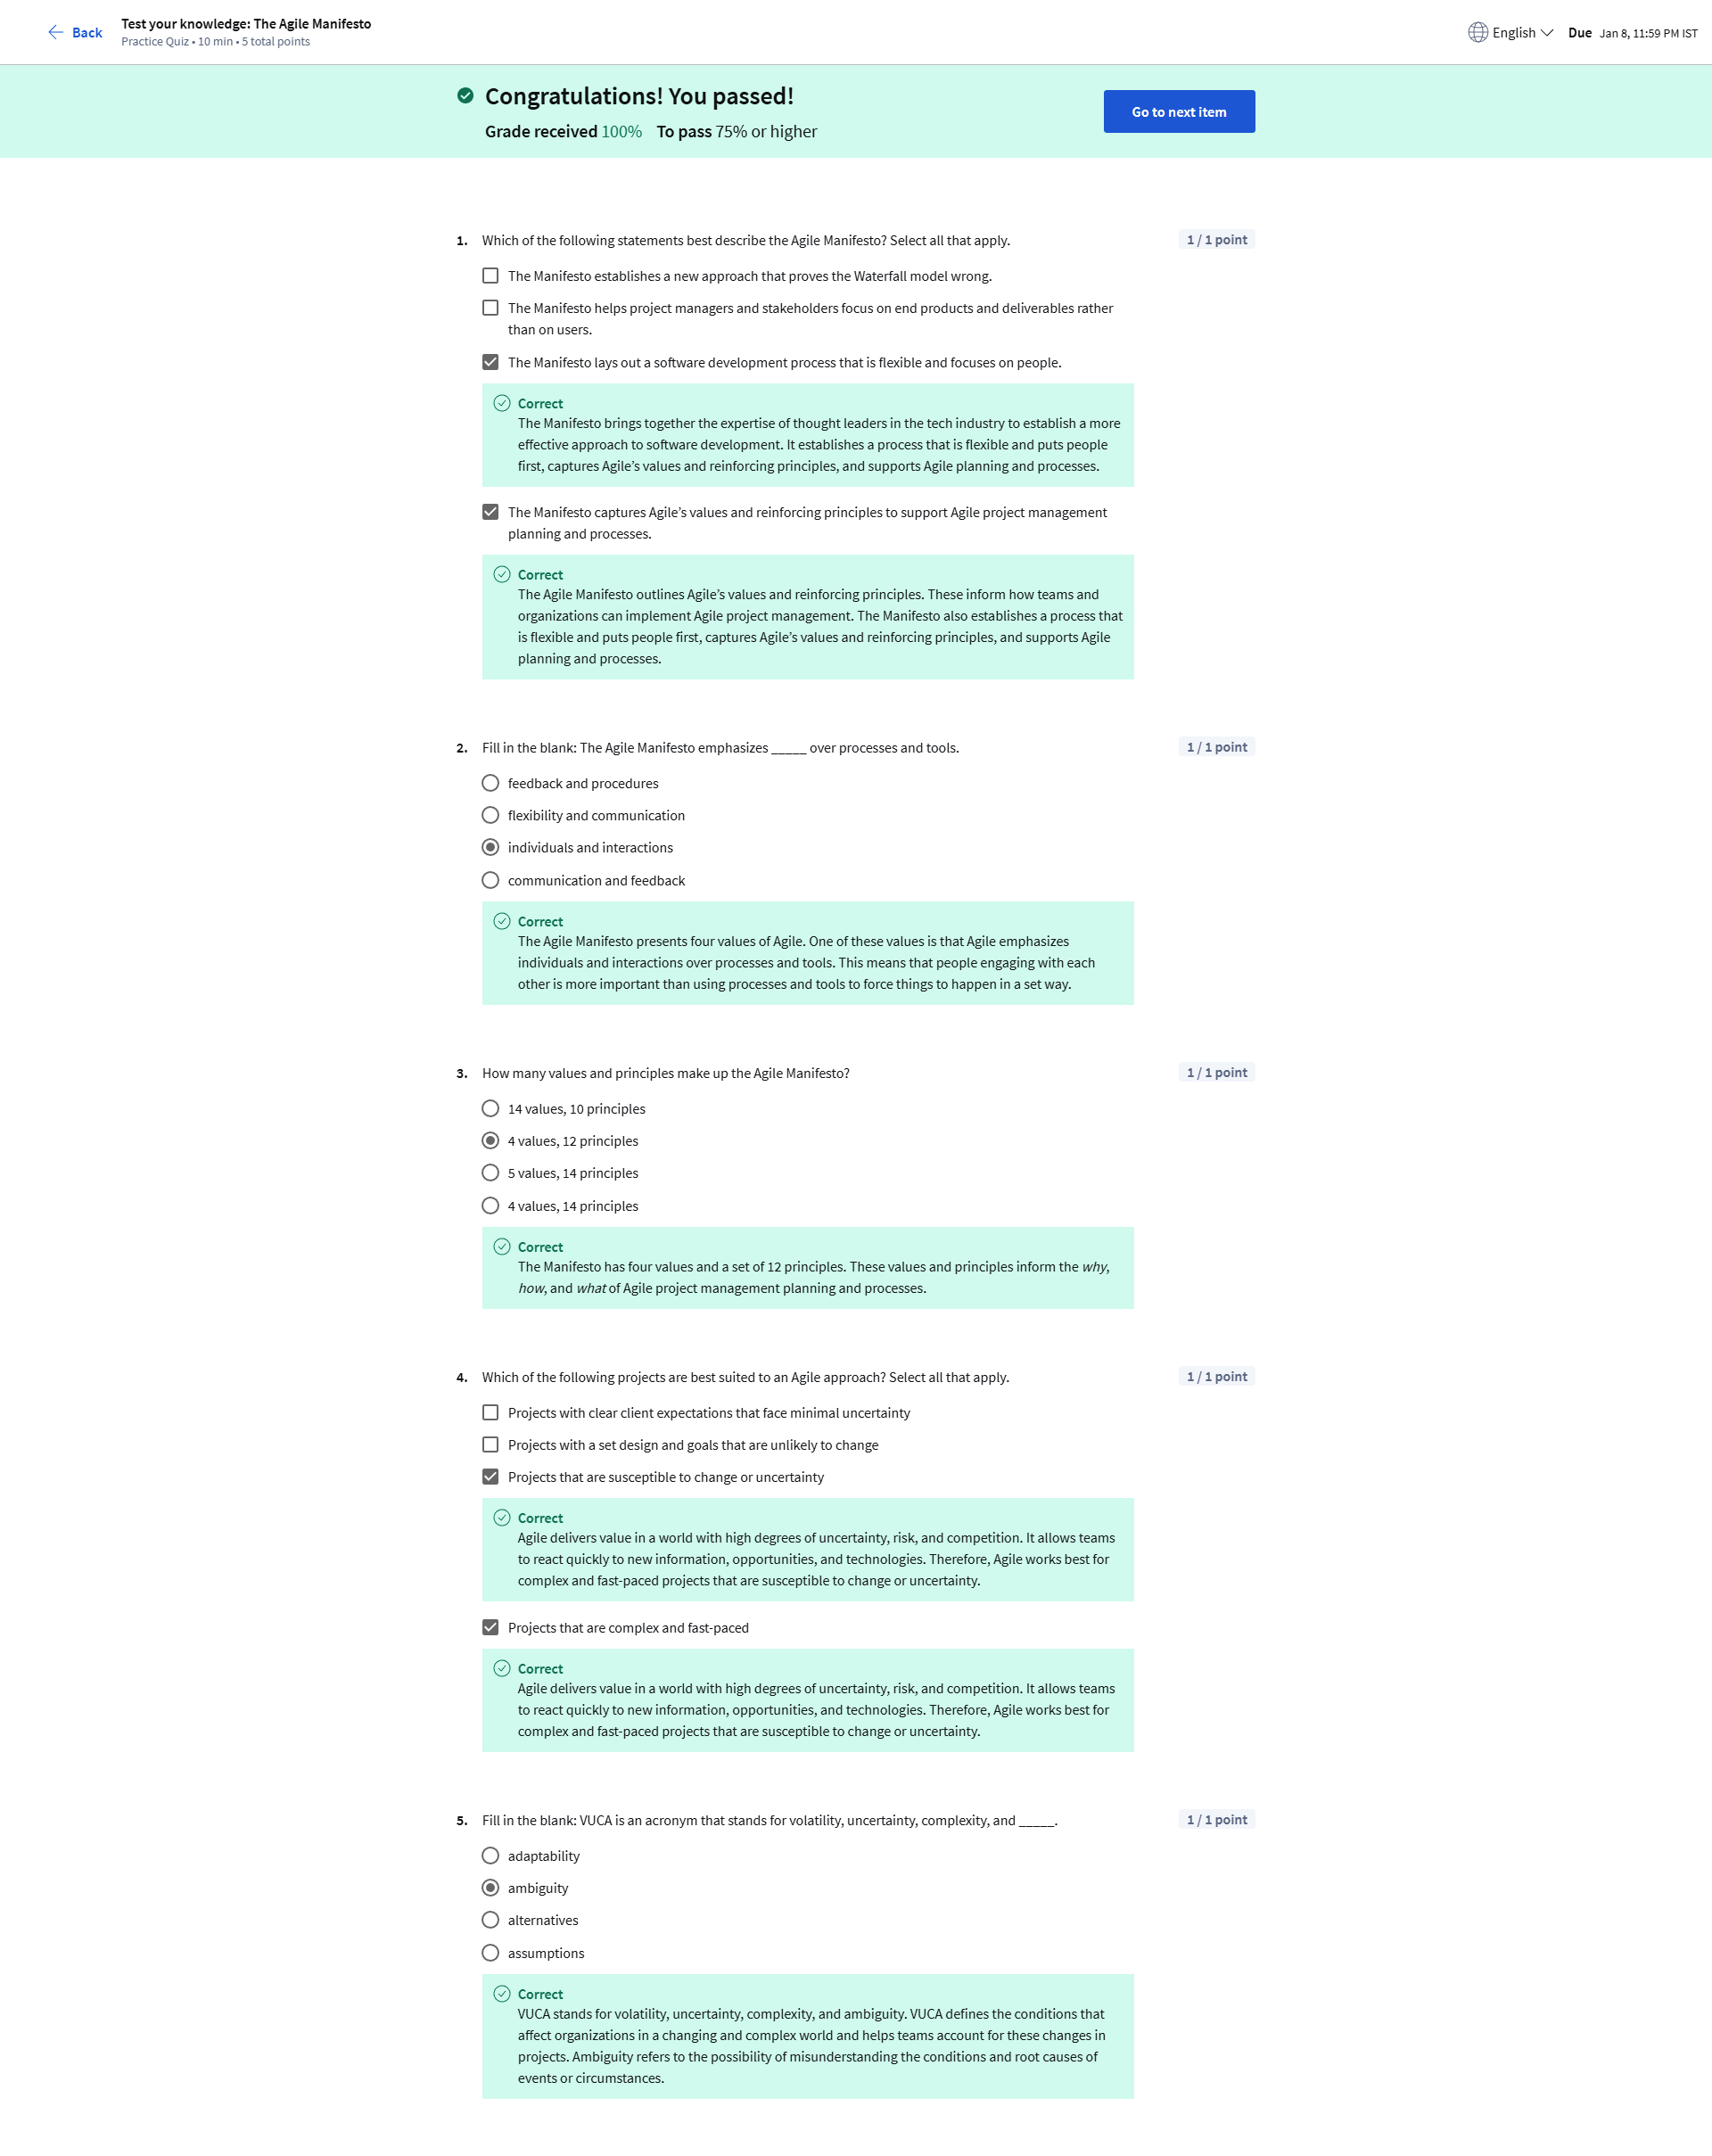 Back
Test your knowledge: The Agile Manifesto
Practice Quiz • 10 min • 5 total points
English
Due Jan 8, 11:59 PM IST
Congratulations! You passed!
Grade received 100% To pass 75% or higher
Go to next item
1. Which of the following statements best describe the Agile Manifesto? Select all that apply.
1 / 1 point
The Manifesto establishes a new approach that proves the Waterfall model wrong.
The Manifesto helps project managers and stakeholders focus on end products and deliverables rather
than on users.
The Manifesto lays out a software development process that is flexible and focuses on people.
Correct
The Manifesto brings together the expertise of thought leaders in the tech industry to establish a more
effective approach to software development. It establishes a process that is flexible and puts people
first, captures Agile’s values and reinforcing principles, and supports Agile planning and processes.
The Manifesto captures Agile’s values and reinforcing principles to support Agile project management
planning and processes.
Correct
The Agile Manifesto outlines Agile’s values and reinforcing principles. These inform how teams and
organizations can implement Agile project management. The Manifesto also establishes a process that
is flexible and puts people first, captures Agile’s values and reinforcing principles, and supports Agile
planning and processes.
2. Fill in the blank: The Agile Manifesto emphasizes _____ over processes and tools.
1 / 1 point
feedback and procedures
flexibility and communication
individuals and interactions
communication and feedback
Correct
The Agile Manifesto presents four values of Agile. One of these values is that Agile emphasizes
individuals and interactions over processes and tools. This means that people engaging with each
other is more important than using processes and tools to force things to happen in a set way.
3. How many values and principles make up the Agile Manifesto?
1 / 1 point
14 values, 10 principles
4 values, 12 principles
5 values, 14 principles
4 values, 14 principles
Correct
The Manifesto has four values and a set of 12 principles. These values and principles inform the why,
how, and what of Agile project management planning and processes.
4. Which of the following projects are best suited to an Agile approach? Select all that apply.
1 / 1 point
Projects with clear client expectations that face minimal uncertainty
Projects with a set design and goals that are unlikely to change
Projects that are susceptible to change or uncertainty
Correct
Agile delivers value in a world with high degrees of uncertainty, risk, and competition. It allows teams
to react quickly to new information, opportunities, and technologies. Therefore, Agile works best for
complex and fast-paced projects that are susceptible to change or uncertainty.
Projects that are complex and fast-paced
Correct
Agile delivers value in a world with high degrees of uncertainty, risk, and competition. It allows teams
to react quickly to new information, opportunities, and technologies. Therefore, Agile works best for
complex and fast-paced projects that are susceptible to change or uncertainty.
5. Fill in the blank: VUCA is an acronym that stands for volatility, uncertainty, complexity, and _____.
1 / 1 point
adaptability
ambiguity
alternatives
assumptions
Correct
VUCA stands for volatility, uncertainty, complexity, and ambiguity. VUCA defines the conditions that
affect organizations in a changing and complex world and helps teams account for these changes in
projects. Ambiguity refers to the possibility of misunderstanding the conditions and root causes of
events or circumstances.